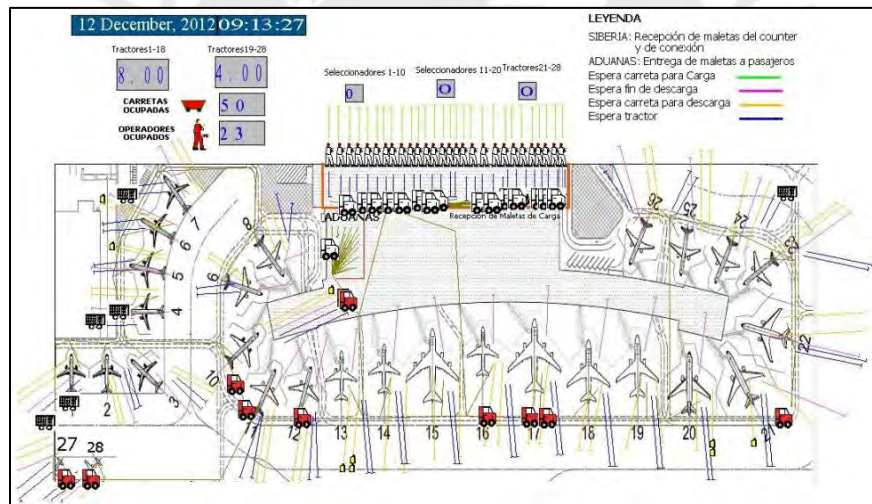 12 December, 2012 09:13:27
Tractores1-18
Tractores19-28
8.00
4.00
CARRETAS
OCUPADAS
50
OPERADORES
OCUPADOS
23
Seleccionadores 1-10
Seleccionadores 11-20
Tractores21-28
0
0
0
LEYENDA
SIBERIA: Recepción de maletas del counter
y de conexión
ADUANAS: Entrega de maletas a pasajeros
Espera carreta para Carga
Espera fin de descarga
Espera carreta para descarga
Espera tractor
ADUANAS
Recepcion de Maletas de Carga
7
6
5
4
8
9
10
2
3
27
28
12
13
14
15
16
17
18
19
20
21
22
23
24
25
26